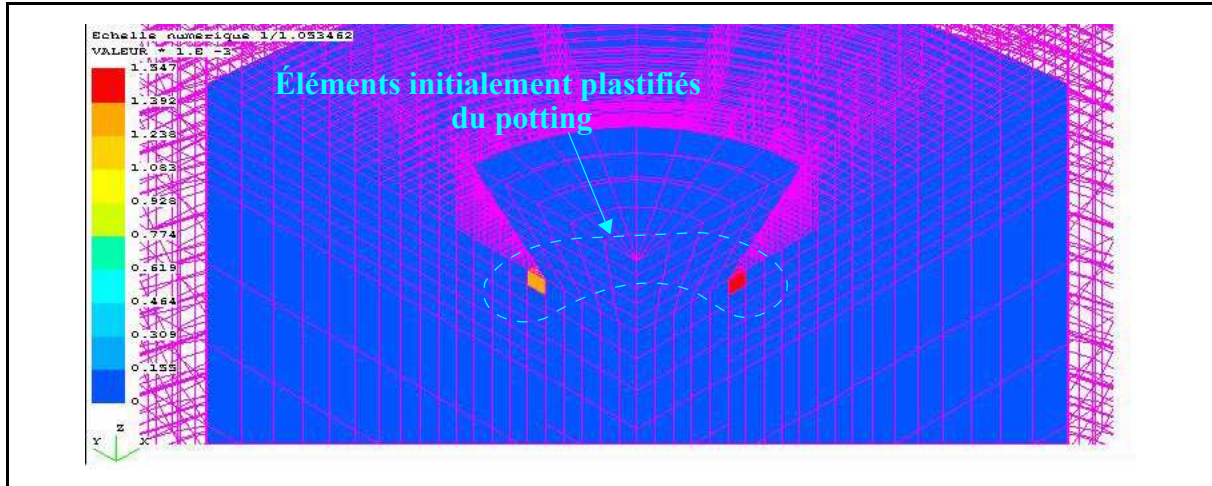 Echelle numerique 1/1.053462
VALEUR * 1.E -3
1.547
1.392
1.238
1.083
0.928
0.774
0.619
0.464
0.309
0.155
0
Éléments initialement plastifiés
du potting
Z
Y X